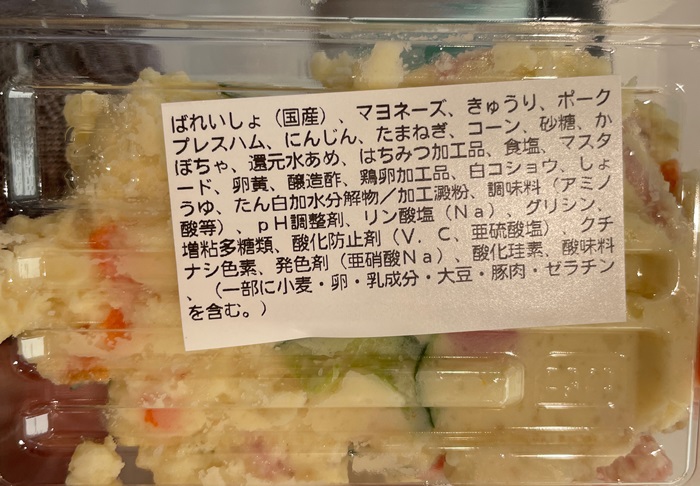 ばれいしょ（国産）、マヨネーズ、きゅうり、ポーク
プレスハム、にんじん、たまねぎ、コーン、砂糖、か
ぼちゃ、還元水あめ、はちみつ加工品、食塩、マスタ
ード、卵黄、醸造酢、鶏卵加工品、白コショウ、しょ
うゆ、たん白加水分解物／加工澱粉、調味料（アミノ
酸等）、ｐＨ調整剤、リン酸塩（Ｎａ）、グリシン、
増粘多糖類、酸化防止剤（Ｖ．Ｃ、亜硫酸塩）、クチ
ナシ色素、発色剤（亜硝酸Ｎａ）、酸化珪素、酸味料
、（一部に小麦・卵・乳成分・大豆・豚肉・ゼラチン
を含む。）